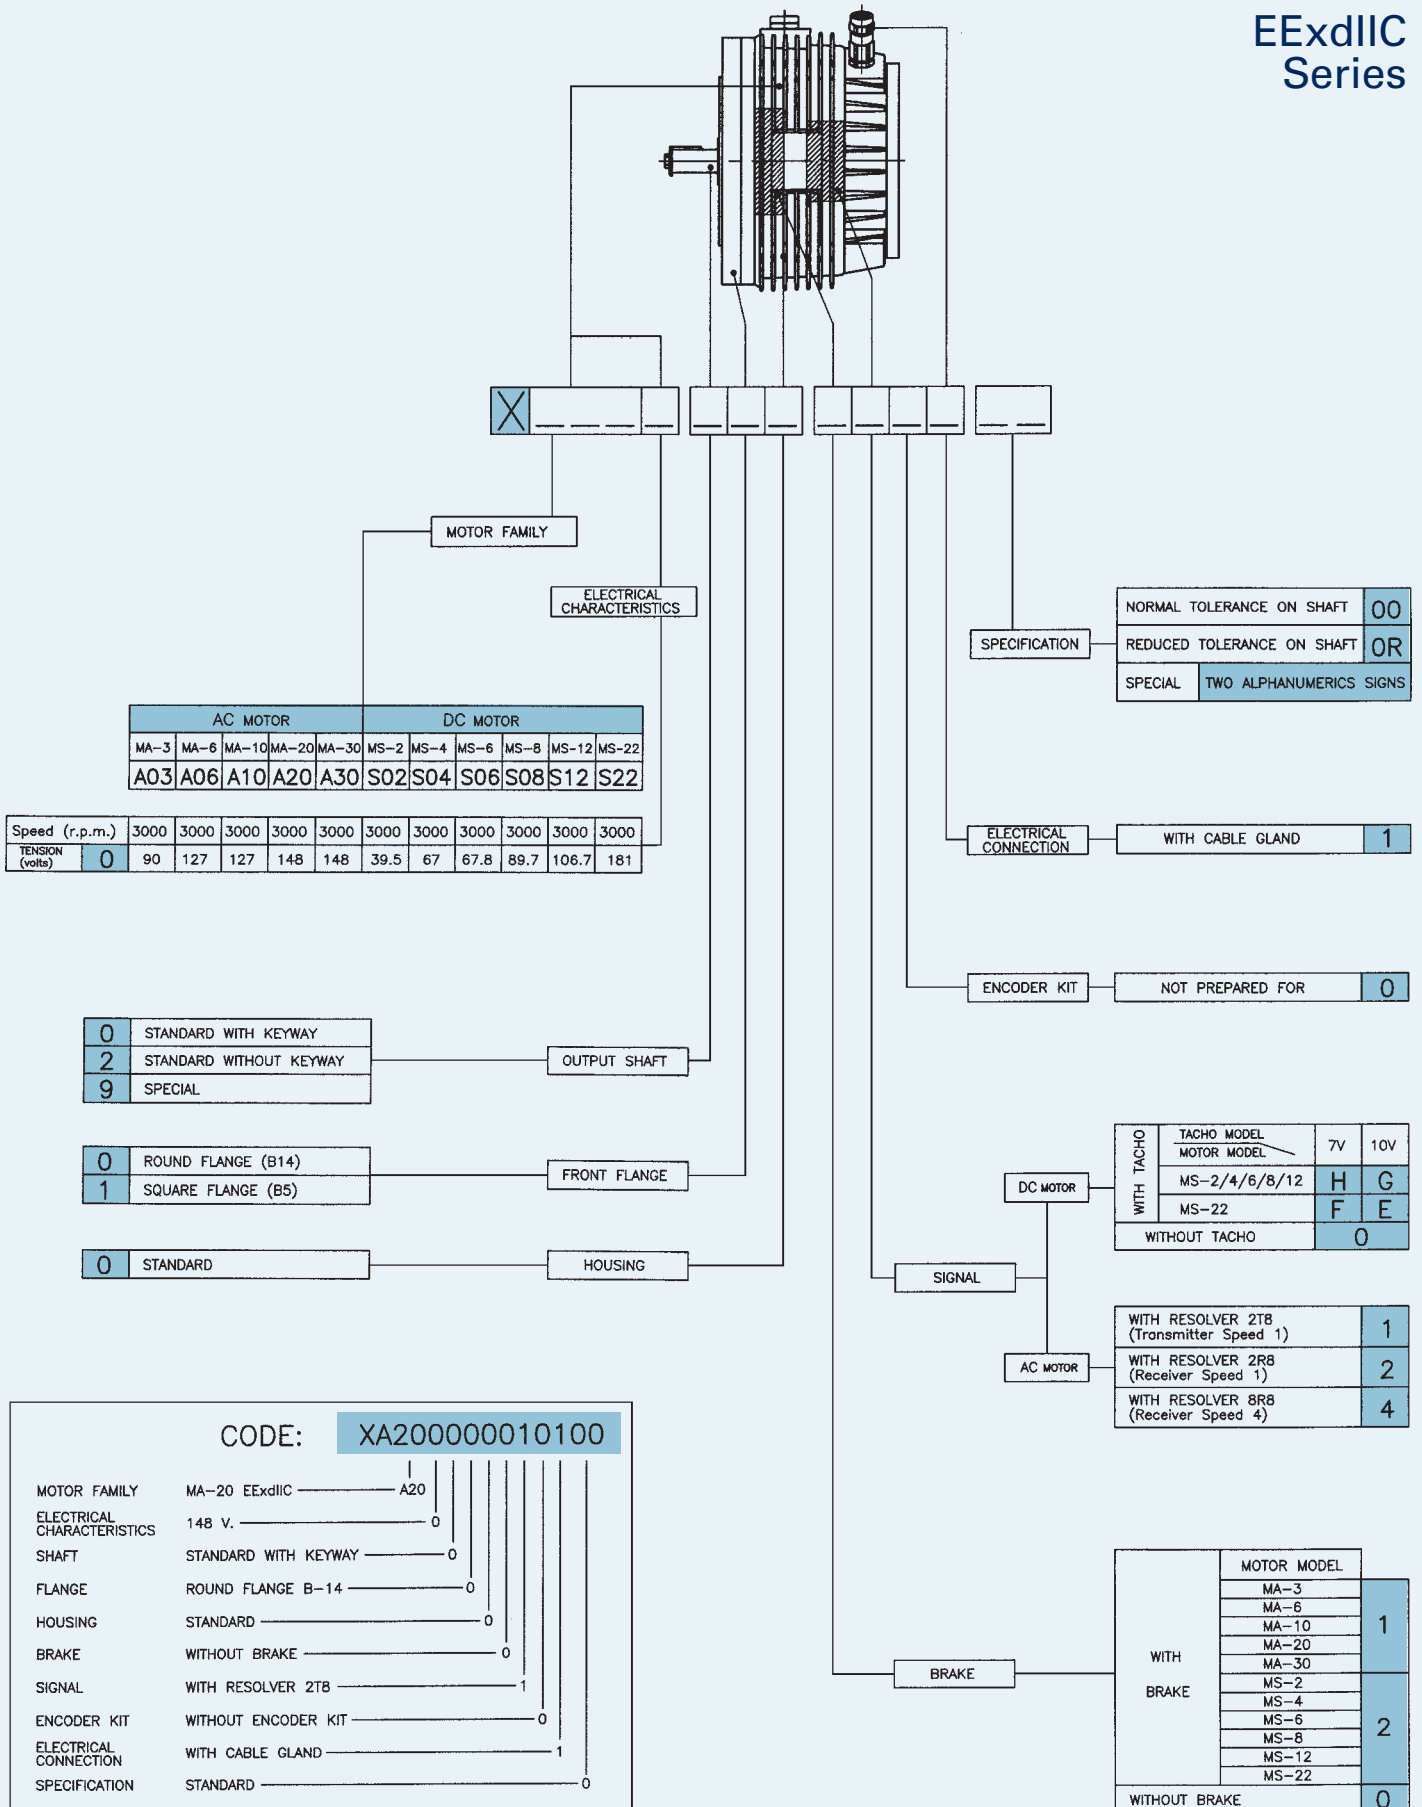 EExdIIC
Series
X
MOTOR FAMILY
ELECTRICAL
CHARACTERISTICS
SPECIFICATION
NORMAL TOLERANCE ON SHAFT 00
REDUCED TOLERANCE ON SHAFT 0R
SPECIAL TWO ALPHANUMERICS SIGNS
AC MOTOR DC MOTOR
MA-3 MA-6 MA-10 MA-20 MA-30 MS-2 MS-4 MS-6 MS-8 MS-12 MS-22
A03 A06 A10 A20 A30 S02 S04 S06 S08 S12 S22
Speed (r.p.m.) 3000 3000 3000 3000 3000 3000 3000 3000 3000 3000 3000
TENSION
(volts) 0 90 127 127 148 148 39.5 67 67.8 89.7 106.7 181
ELECTRICAL
CONNECTION
WITH CABLE GLAND 1
ENCODER KIT NOT PREPARED FOR 0
0 STANDARD WITH KEYWAY
2 STANDARD WITHOUT KEYWAY
9 SPECIAL
OUTPUT SHAFT
0 ROUND FLANGE (B14)
1 SQUARE FLANGE (B5)
FRONT FLANGE
0 STANDARD
HOUSING
SIGNAL
DC MOTOR
WITH TACHO
TACHO MODEL
MOTOR MODEL
7V 10V
MS-2/4/6/8/12 H G
MS-22 F E
WITHOUT TACHO 0
AC MOTOR
WITH RESOLVER 2T8
(Transmitter Speed 1) 1
WITH RESOLVER 2R8
(Receiver Speed 1) 2
WITH RESOLVER 8R8
(Receiver Speed 4) 4
CODE: XA200000010100
MOTOR FAMILY MA-20 EExdIIC A20
ELECTRICAL
CHARACTERISTICS 148 V. 0
SHAFT STANDARD WITH KEYWAY 0
FLANGE ROUND FLANGE B-14 0
HOUSING STANDARD 0
BRAKE WITHOUT BRAKE 0
SIGNAL WITH RESOLVER 2T8 1
ENCODER KIT WITHOUT ENCODER KIT 0
ELECTRICAL
CONNECTION WITH CABLE GLAND 1
SPECIFICATION STANDARD 0
BRAKE
WITH
BRAKE
MOTOR MODEL
MA-3
MA-6
MA-10
MA-20
MA-30
1
MS-2
MS-4
MS-6
MS-8
MS-12
MS-22
2
WITHOUT BRAKE 0